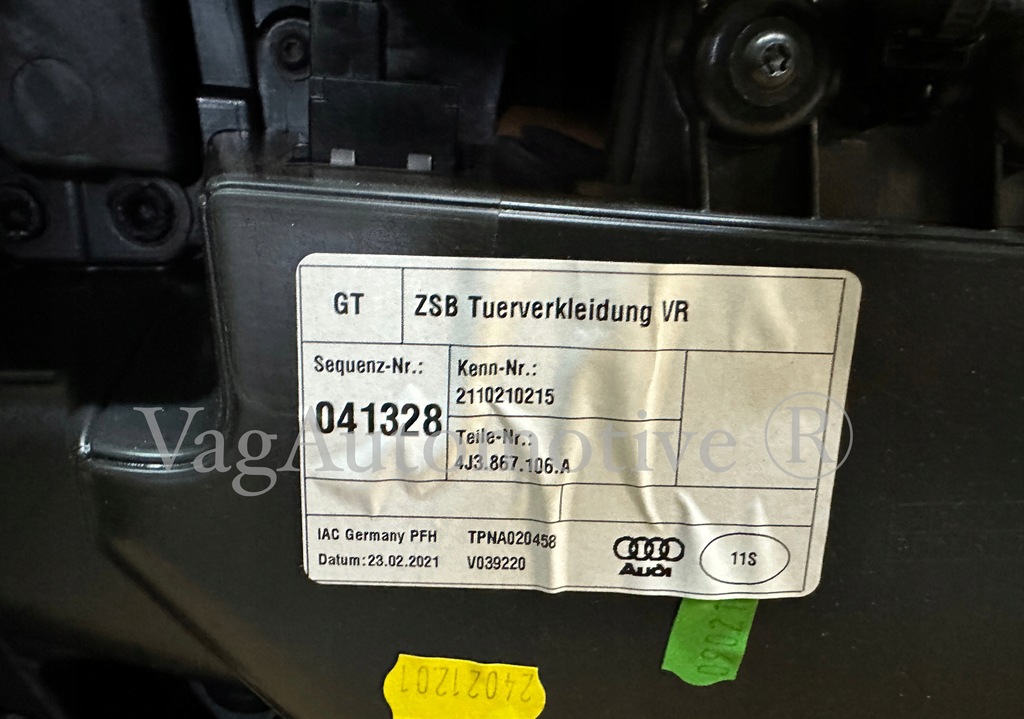 GT
ZSB Tuerverkleidung VR
Sequenz-Nr.:
041328
Kenn-Nr.:
2110210215
Teile-Nr.:
4J3.867.106.A
VagAutomotive ®
IAC Germany PFH
TPNA020458
Datum:23.02.2021
V039220
Audi
11S
24021201